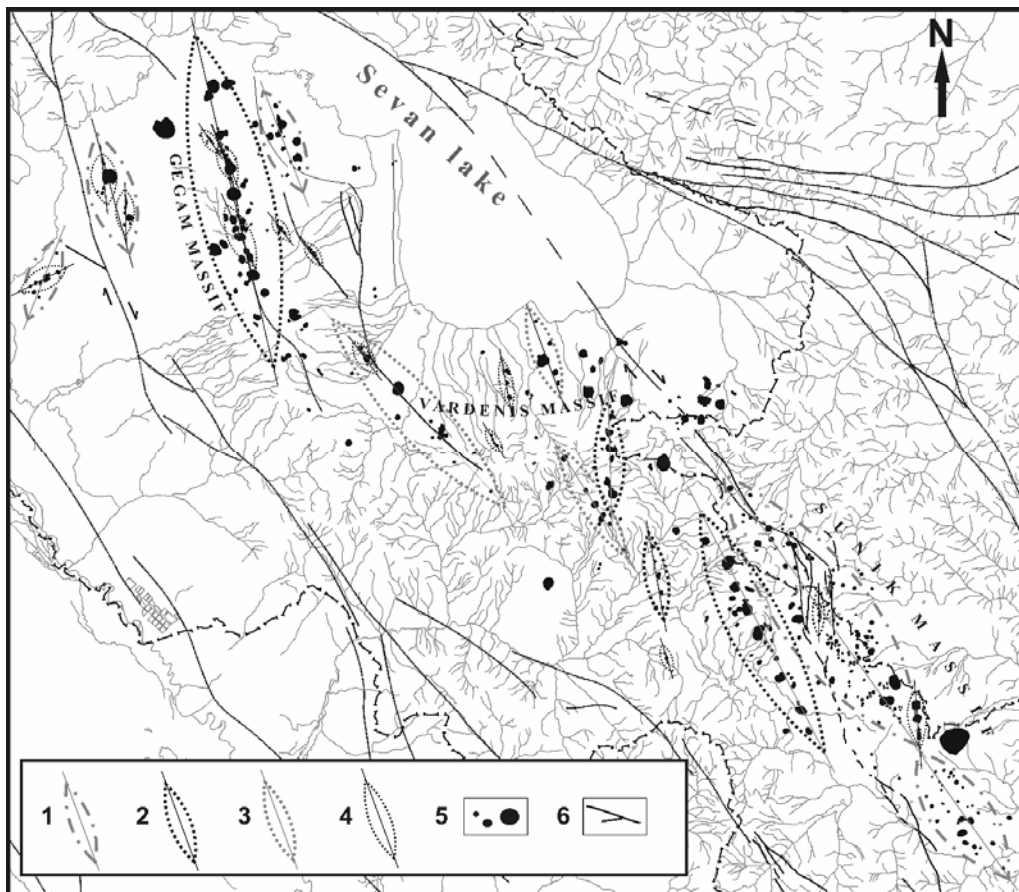 N
Sevan lake
GEGAM MASSIF
VARDENIS MASSIF
SUNIK MASSIF
1 2 3 4 5 6